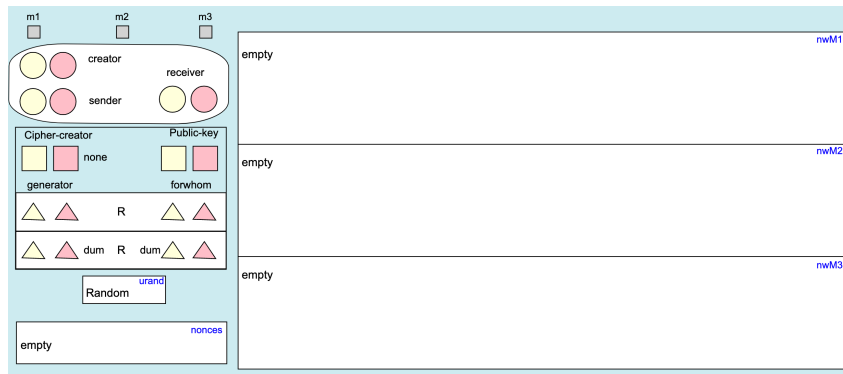 m1 m2 m3
nwM1
empty
creator
receiver
sender
Cipher-creator Public-key
none
nwM2
empty
generator forwhom
R
dum R dum
nwM3
empty
urand
Random
nonces
empty